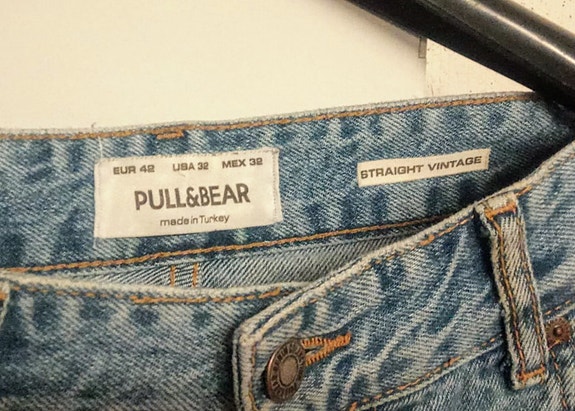 EUR 42 USA 32 MEX 32
PULL&BEAR
made in Turkey
STRAIGHT VINTAGE